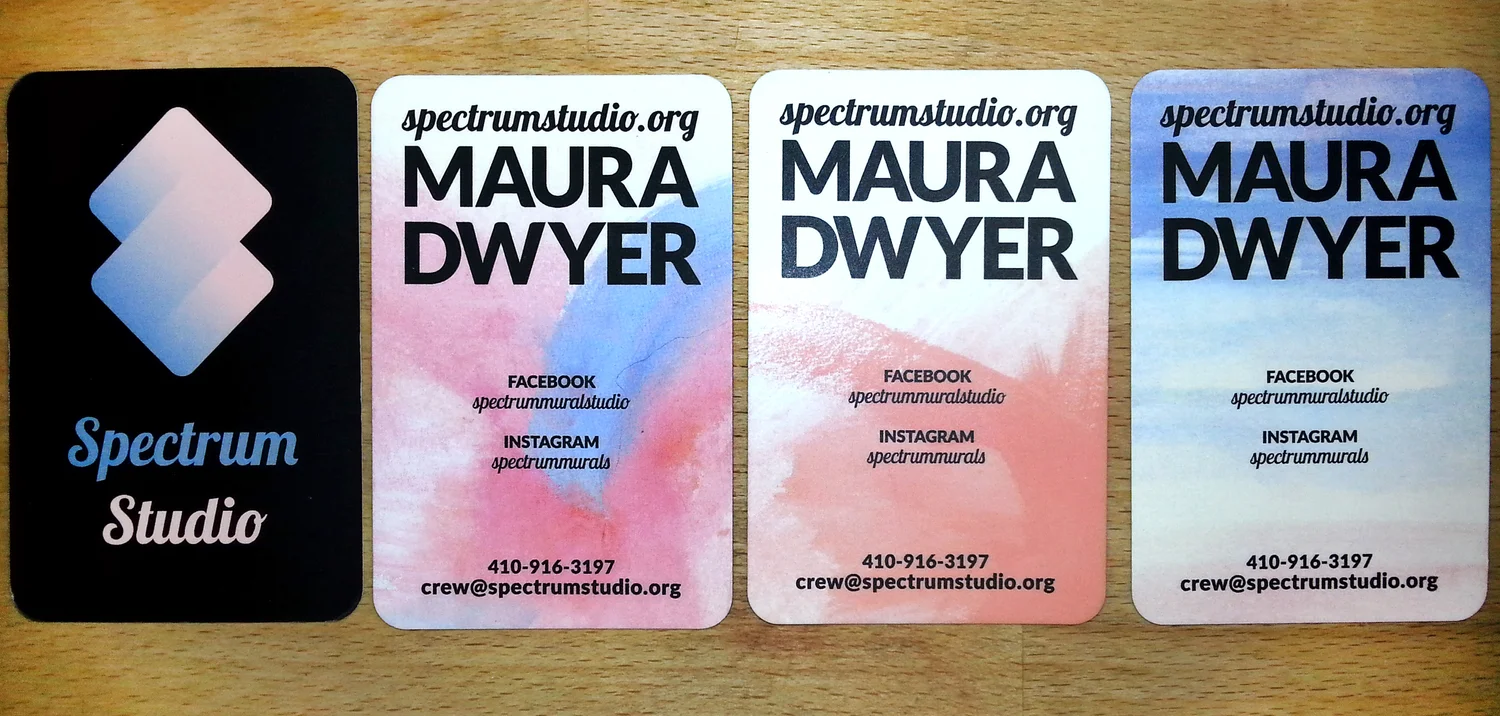 Spectrum
Studio
spectrumstudio.org
MAURA
DWYER
FACEBOOK
spectrummuralstudio
INSTAGRAM
spectrummurals
410-916-3197
crew@spectrumstudio.org
spectrumstudio.org
MAURA
DWYER
FACEBOOK
spectrummuralstudio
INSTAGRAM
spectrummurals
410-916-3197
crew@spectrumstudio.org
spectrumstudio.org
MAURA
DWYER
FACEBOOK
spectrummuralstudio
INSTAGRAM
spectrummurals
410-916-3197
crew@spectrumstudio.org